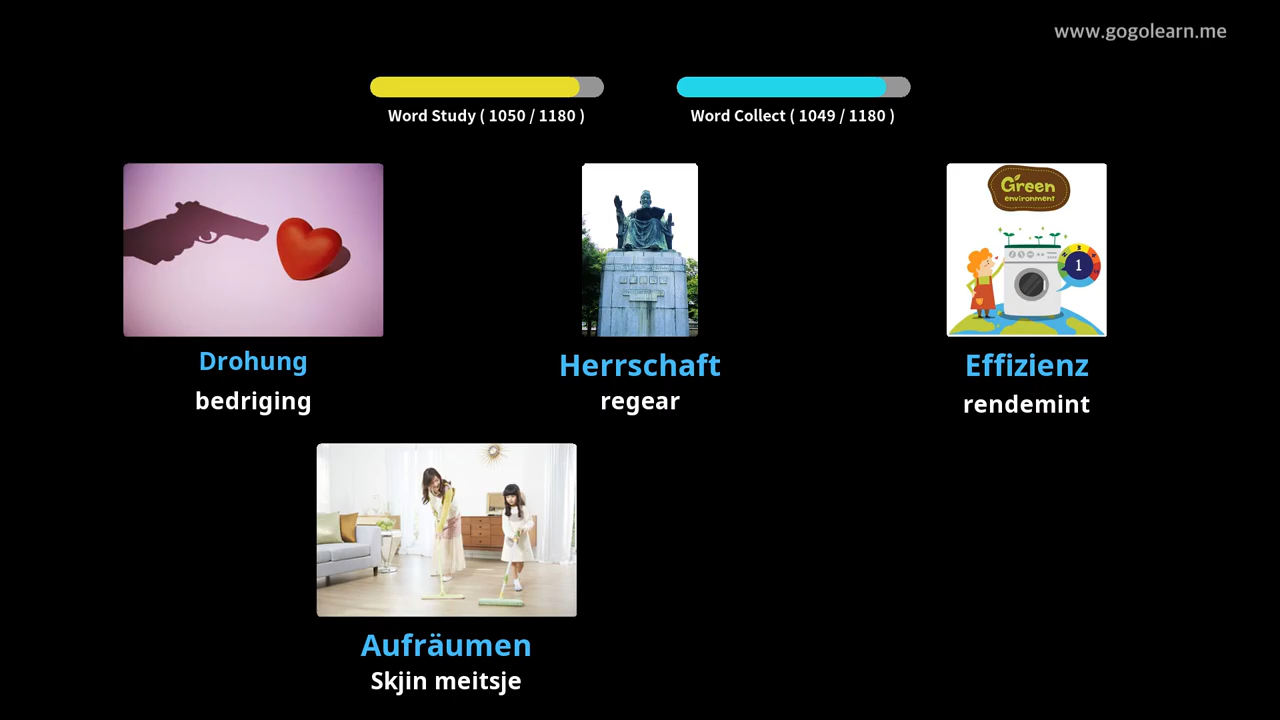 www.gogolearn.me
Word Study ( 1050 / 1180 )
Word Collect ( 1049 / 1180 )
Green
environment
1
Drohung
bedriging
Herrschaft
regear
Effizienz
rendemint
Aufräumen
Skjin meitsje